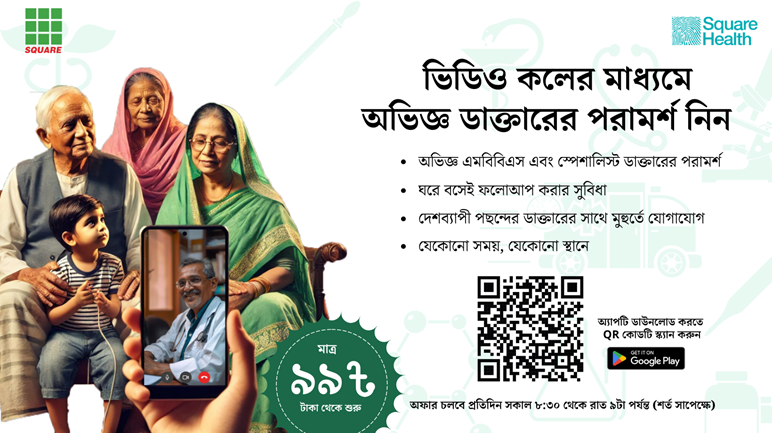 SQUARE
Square
Health
ভিডিও কলের মাধ্যমে
অভিজ্ঞ ডাক্তারের পরামর্শ নিন
• অভিজ্ঞ এমবিবিএস এবং স্পেশালিস্ট ডাক্তারের পরামর্শ
• ঘরে বসেই ফলোআপ করার সুবিধা
• দেশব্যাপী পছন্দের ডাক্তারের সাথে মুহুর্তে যোগাযোগ
• যেকোনো সময়, যেকোনো স্থানে
অ্যাপটি ডাউনলোড করতে
QR কোডটি স্ক্যান করুন
GET IT ON
Google Play
মাত্র
৯৯৳
টাকা থেকে শুরু
অফার চলবে প্রতিদিন সকাল ৮:৩০ থেকে রাত ৯টা পর্যন্ত (শর্ত সাপেক্ষে)